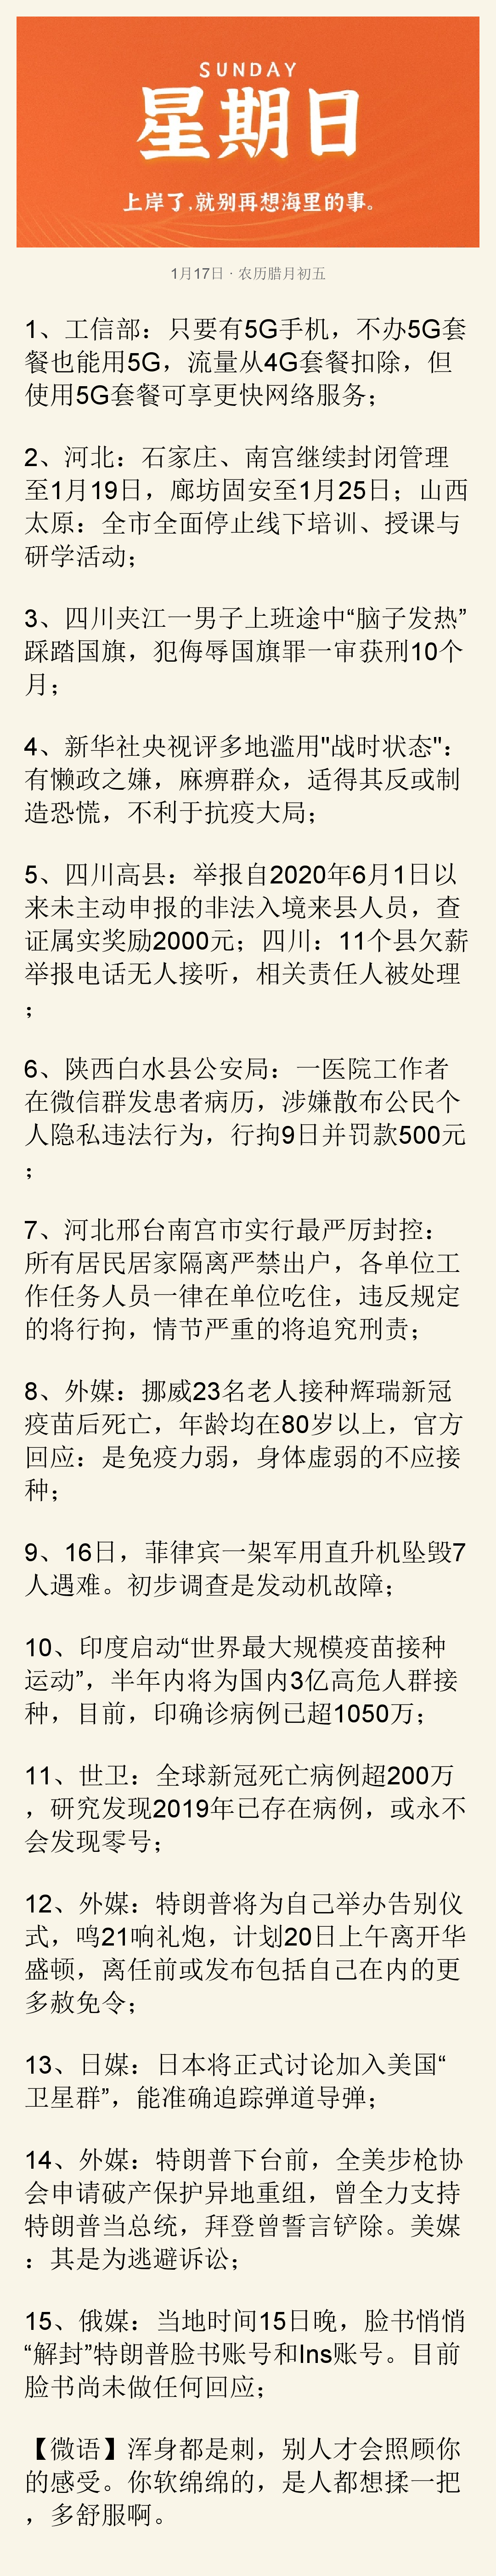 SUNDAY
星期日
上岸了,就别再想海里的事。
1月17日 · 农历腊月初五
1、工信部：只要有5G手机，不办5G套
餐也能用5G，流量从4G套餐扣除，但
使用5G套餐可享更快网络服务；
2、河北：石家庄、南宫继续封闭管理
至1月19日，廊坊固安至1月25日；山西
太原：全市全面停止线下培训、授课与
研学活动；
3、四川夹江一男子上班途中“脑子发热”
踩踏国旗，犯侮辱国旗罪一审获刑10个
月；
4、新华社央视评多地滥用"战时状态"：
有懒政之嫌，麻痹群众，适得其反或制
造恐慌，不利于抗疫大局；
5、四川高县：举报自2020年6月1日以
来未主动申报的非法入境来县人员，查
证属实奖励2000元；四川：11个县欠薪
举报电话无人接听，相关责任人被处理
；
6、陕西白水县公安局：一医院工作者
在微信群发患者病历，涉嫌散布公民个
人隐私违法行为，行拘9日并罚款500元
；
7、河北邢台南宫市实行最严厉封控：
所有居民居家隔离严禁出户，各单位工
作任务人员一律在单位吃住，违反规定
的将行拘，情节严重的将追究刑责；
8、外媒：挪威23名老人接种辉瑞新冠
疫苗后死亡，年龄均在80岁以上，官方
回应：是免疫力弱，身体虚弱的不应接
种；
9、16日，菲律宾一架军用直升机坠毁7
人遇难。初步调查是发动机故障；
10、印度启动“世界最大规模疫苗接种
运动”，半年内将为国内3亿高危人群接
种，目前，印确诊病例已超1050万；
11、世卫：全球新冠死亡病例超200万
，研究发现2019年已存在病例，或永不
会发现零号；
12、外媒：特朗普将为自己举办告别仪
式，鸣21响礼炮，计划20日上午离开华
盛顿，离任前或发布包括自己在内的更
多赦免令；
13、日媒：日本将正式讨论加入美国“
卫星群”，能准确追踪弹道导弹；
14、外媒：特朗普下台前，全美步枪协
会申请破产保护异地重组，曾全力支持
特朗普当总统，拜登曾誓言铲除。美媒
：其是为逃避诉讼；
15、俄媒：当地时间15日晚，脸书悄悄
“解封”特朗普脸书账号和Ins账号。目前
脸书尚未做任何回应；
【微语】浑身都是刺，别人才会照顾你
的感受。你软绵绵的，是人都想揉一把
，多舒服啊。